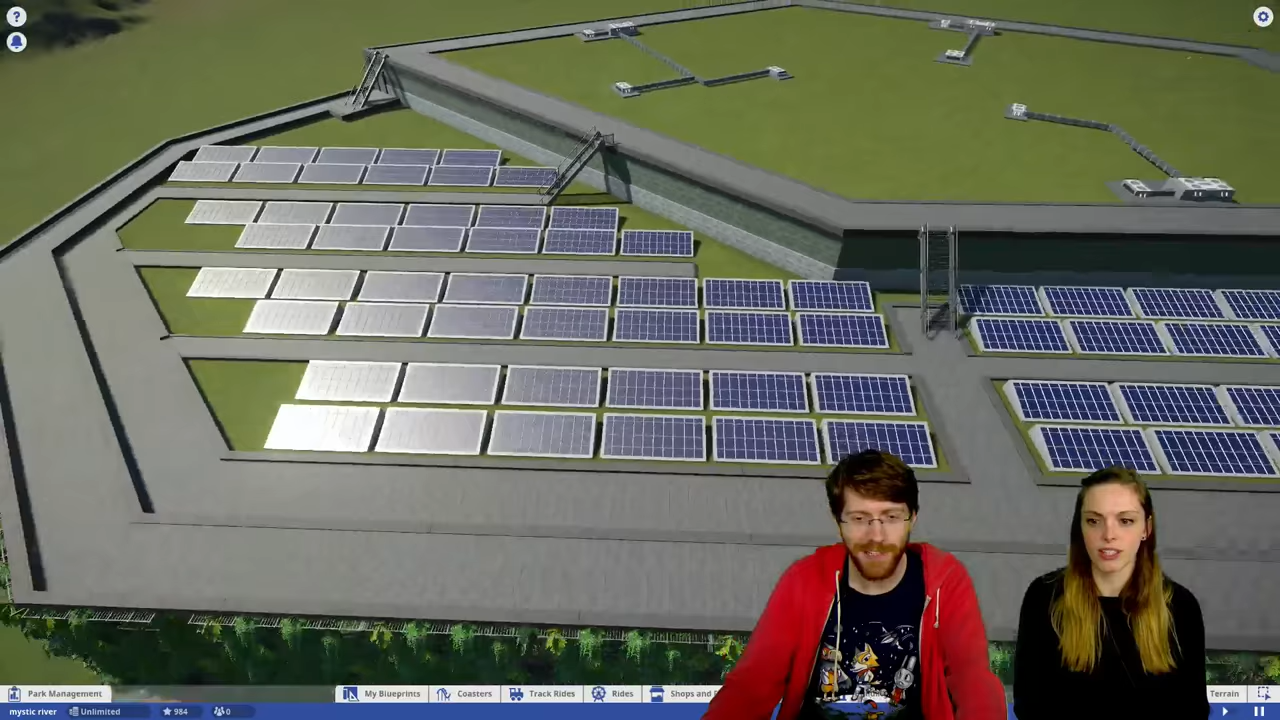 ?
Park Management
My Blueprints
Coasters
Track Rides
Rides
Shops and
Terrain
mystic river
Unlimited
984
0